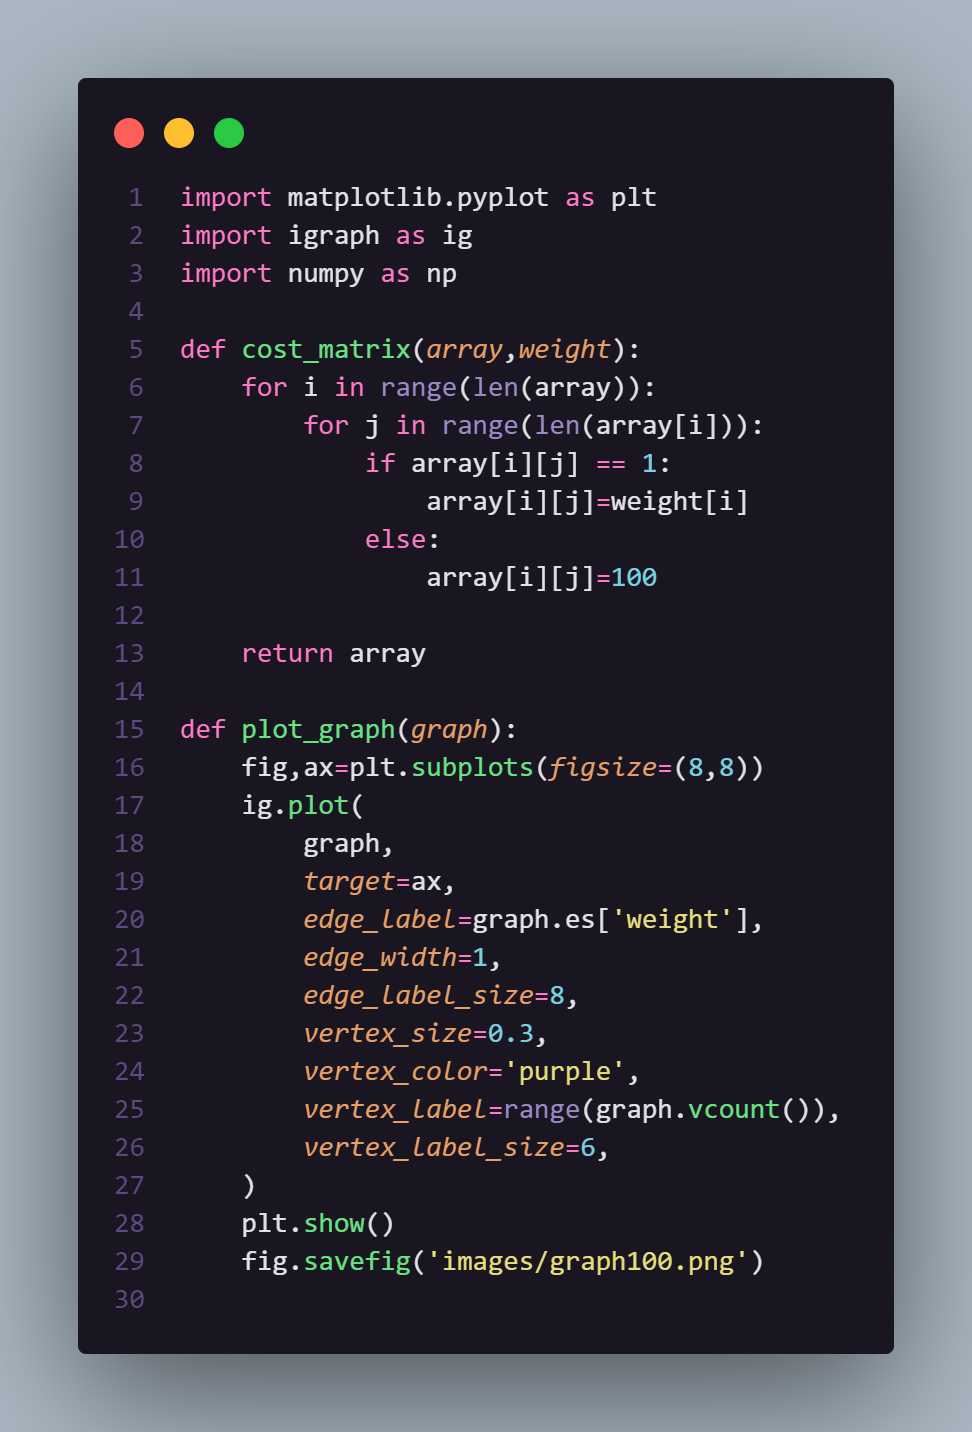 1 import matplotlib.pyplot as plt
2 import igraph as ig
3 import numpy as np
4
5 def cost_matrix(array,weight):
6     for i in range(len(array)):
7         for j in range(len(array[i])):
8             if array[i][j] == 1:
9                 array[i][j]=weight[i]
10             else:
11                 array[i][j]=100
12
13     return array
14
15 def plot_graph(graph):
16     fig,ax=plt.subplots(figsize=(8,8))
17     ig.plot(
18         graph,
19         target=ax,
20         edge_label=graph.es['weight'],
21         edge_width=1,
22         edge_label_size=8,
23         vertex_size=0.3,
24         vertex_color='purple',
25         vertex_label=range(graph.vcount()),
26         vertex_label_size=6,
27     )
28     plt.show()
29     fig.savefig('images/graph100.png')
30